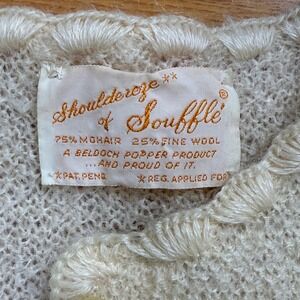 Shoulderoze **
of Soufflé ®
75% MOHAIR 25% FINE WOOL
A BELDOCH POPPER PRODUCT
...AND PROUD OF IT.
*PAT. PEND *REG. APPLIED FOR